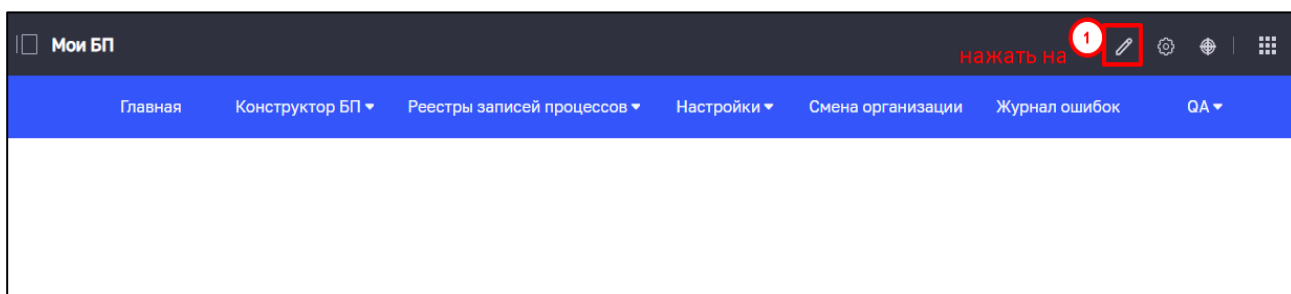 Мои БП
нажать на 1
Главная Конструктор БП Реестры записей процессов Настройки Смена организации Журнал ошибок QA